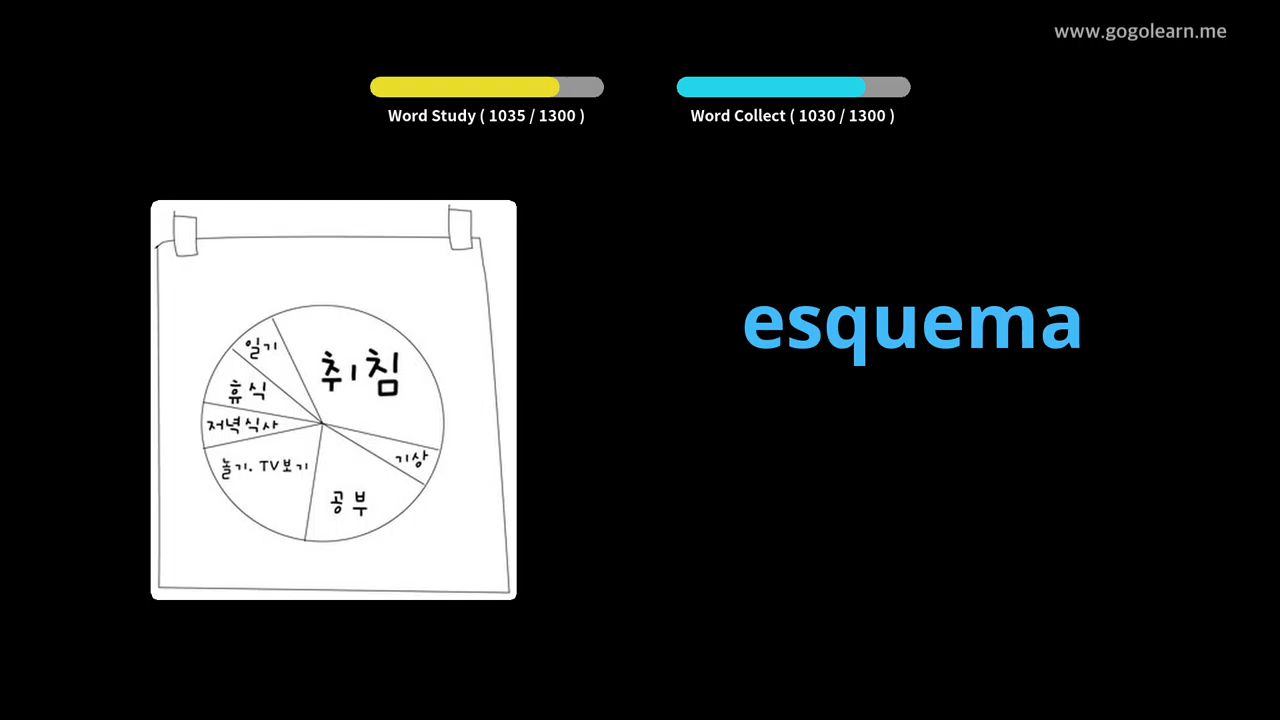 www.gogolearn.me
Word Study ( 1035 / 1300 )
Word Collect ( 1030 / 1300 )
esquema
일기
취침
휴식
저녁식사
놀기. TV보기
기상
공부